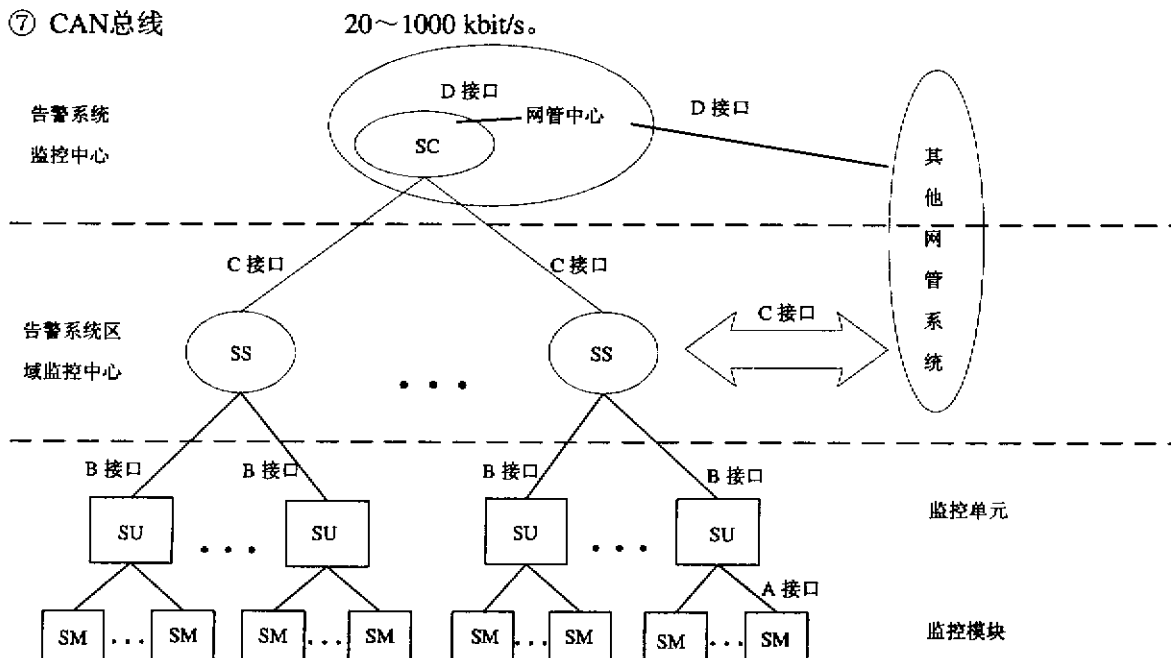 ⑦ CAN总线 20～1000 kbit/s。
告警系统
监控中心
D 接口
网管中心
SC
D 接口
其他网管系统
C 接口
C 接口
C 接口
告警系统区
域监控中心
SS
SS
B 接口
B 接口
B 接口
B 接口
监控单元
SU
SU
SU
SU
A 接口
SM SM SM SM SM SM SM SM
监控模块